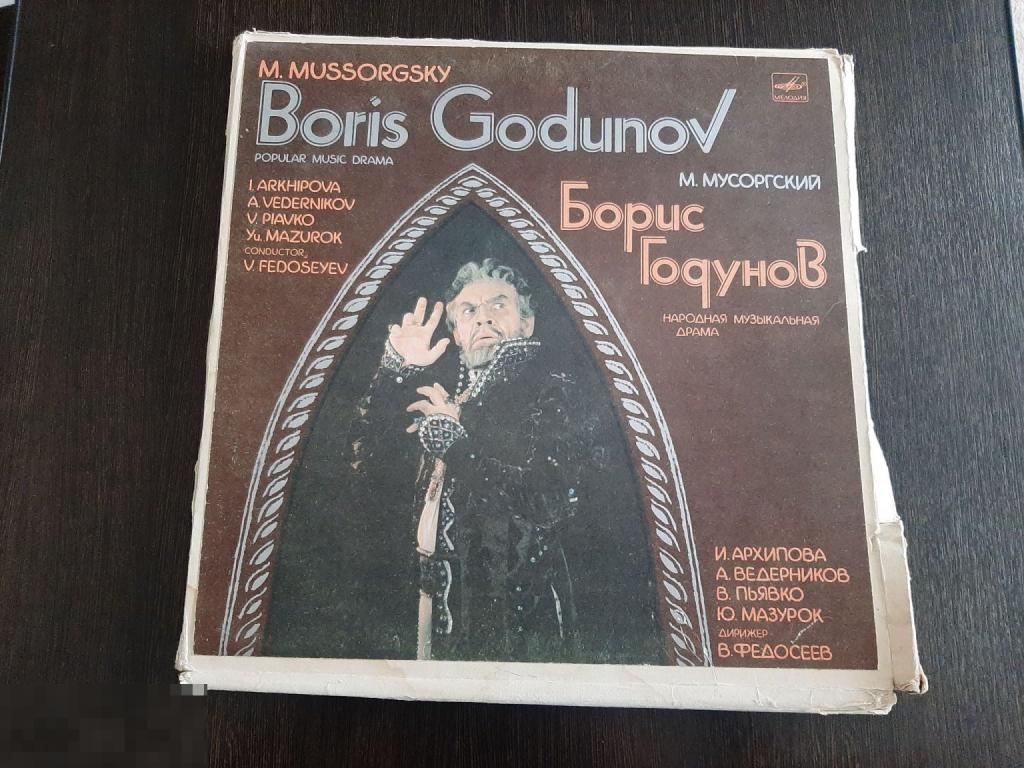 M. MUSSORGSKY
Boris Godunov
POPULAR MUSIC DRAMA
I. ARKHIPOVA
A. VEDERNIKOV
V. PIAVKO
Yu. MAZUROK
CONDUCTOR
V. FEDOSEYEV
МЕЛОДИЯ
М. МУСОРГСКИЙ
Борис
Годунов
НАРОДНАЯ МУЗЫКАЛЬНАЯ
ДРАМА
И. АРХИПОВА
А. ВЕДЕРНИКОВ
В. ПЬЯВКО
Ю. МАЗУРОК
ДИРИЖЕР
В. ФЕДОСЕЕВ